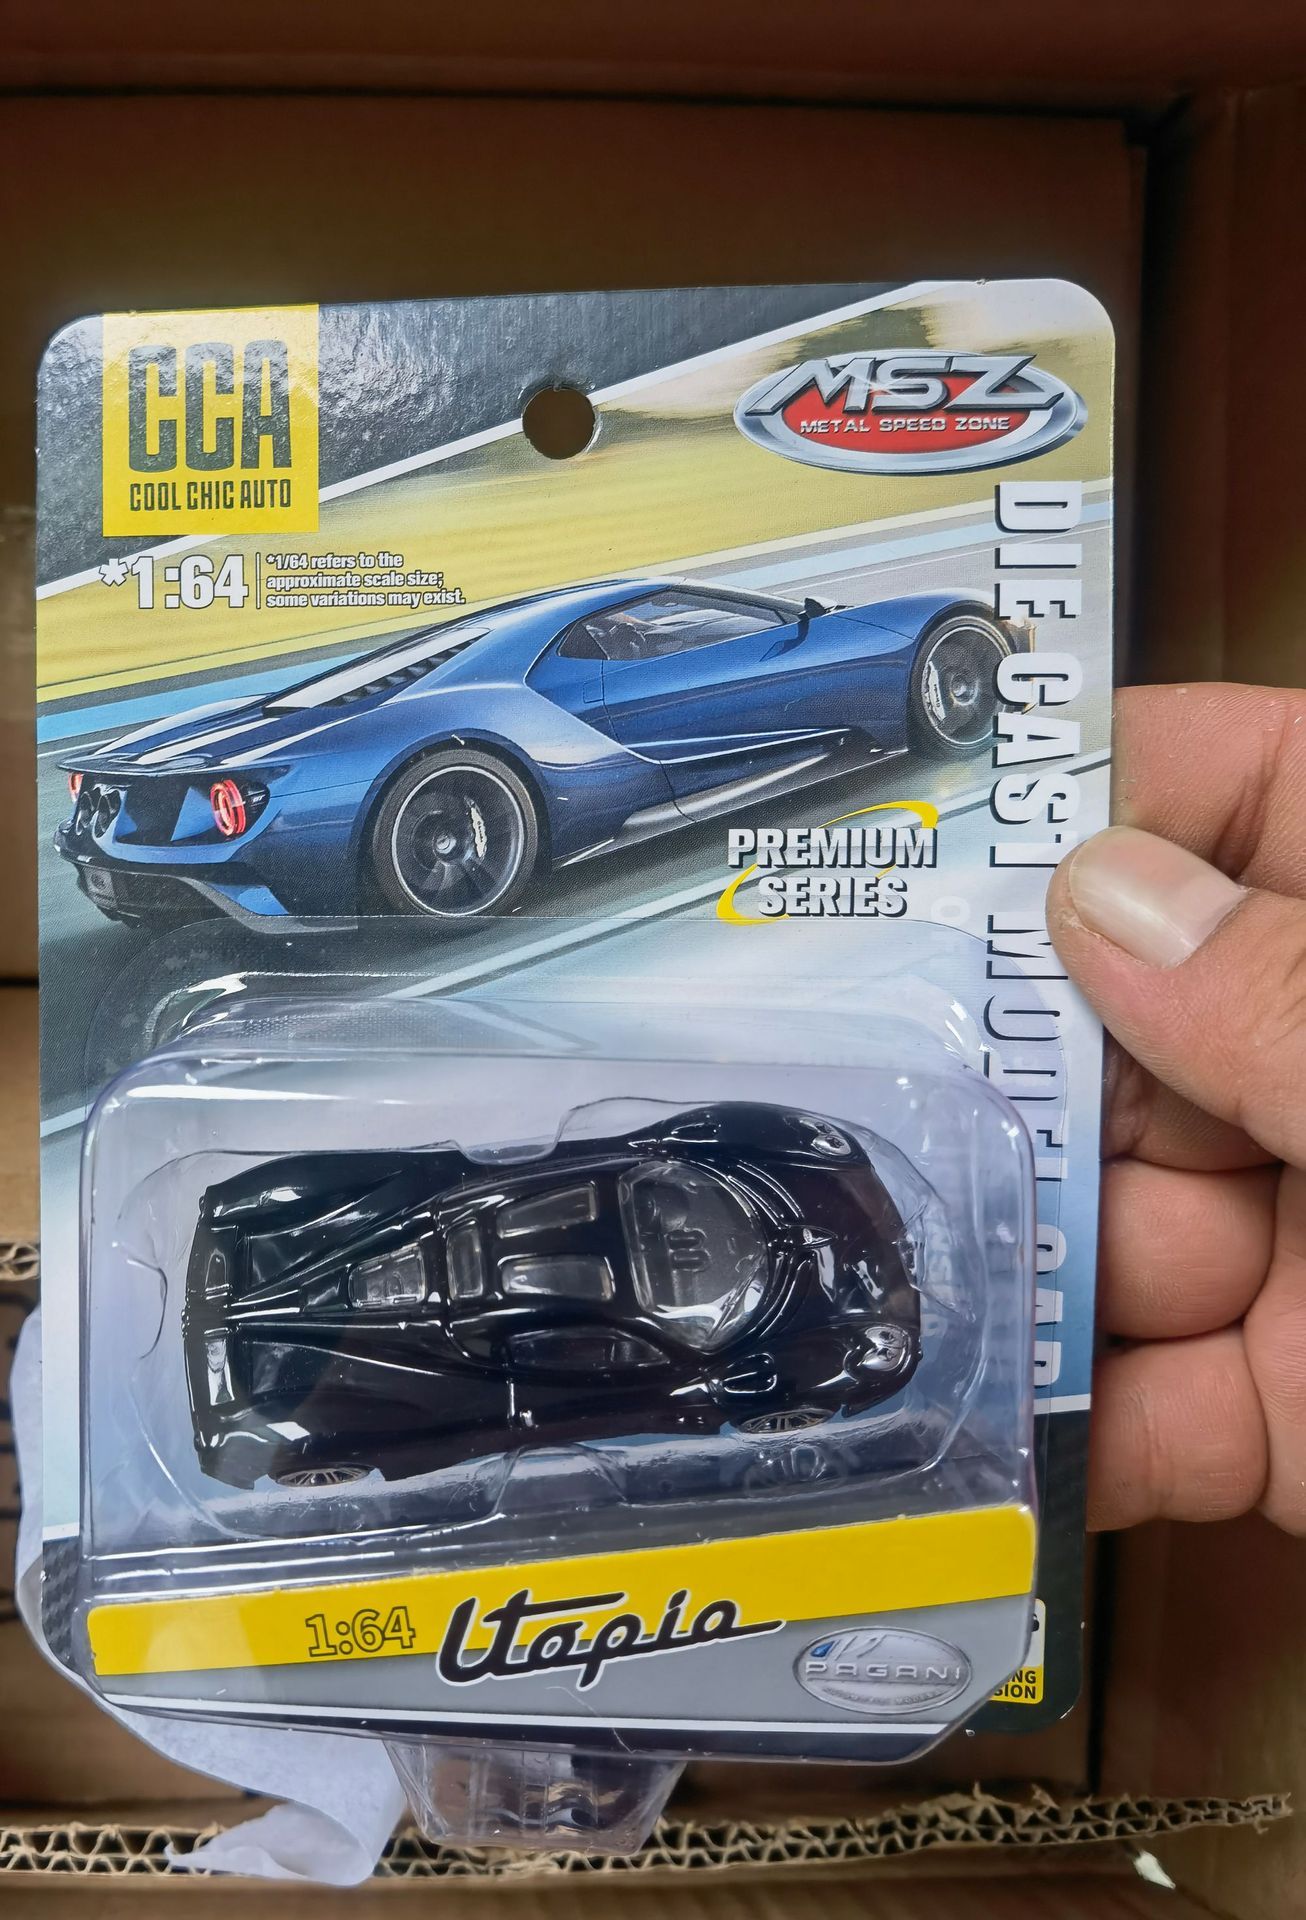 CCA
COOL CHIC AUTO
MSZ
METAL SPEED ZONE
*1:64
*1/64 refers to the
approximate scale size;
some variations may exist.
DIE CAST MODEL CAR
PREMIUM
SERIES
1:64 Utopia
PAGANI